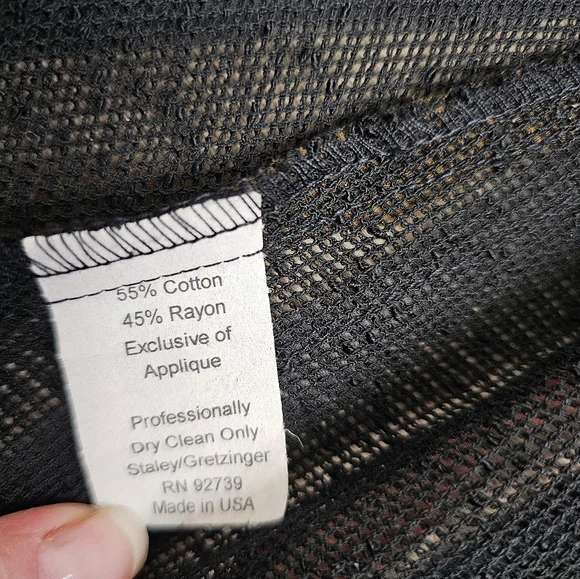 55% Cotton
45% Rayon
Exclusive of
Applique
Professionally
Dry Clean Only
Staley/Gretzinger
RN 92739
Made in USA